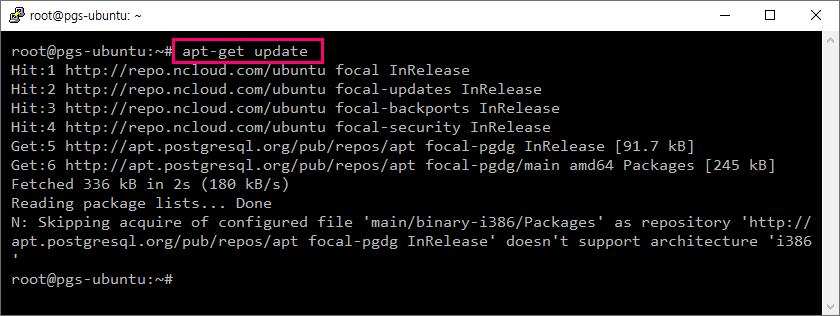 root@pgs-ubuntu: ~
root@pgs-ubuntu:~# apt-get update
Hit:1 http://repo.ncloud.com/ubuntu focal InRelease
Hit:2 http://repo.ncloud.com/ubuntu focal-updates InRelease
Hit:3 http://repo.ncloud.com/ubuntu focal-backports InRelease
Hit:4 http://repo.ncloud.com/ubuntu focal-security InRelease
Get:5 http://apt.postgresql.org/pub/repos/apt focal-pgdg InRelease [91.7 kB]
Get:6 http://apt.postgresql.org/pub/repos/apt focal-pgdg/main amd64 Packages [245 kB]
Fetched 336 kB in 2s (180 kB/s)
Reading package lists... Done
N: Skipping acquire of configured file 'main/binary-i386/Packages' as repository 'http://
apt.postgresql.org/pub/repos/apt focal-pgdg InRelease' doesn't support architecture 'i386
'
root@pgs-ubuntu:~#